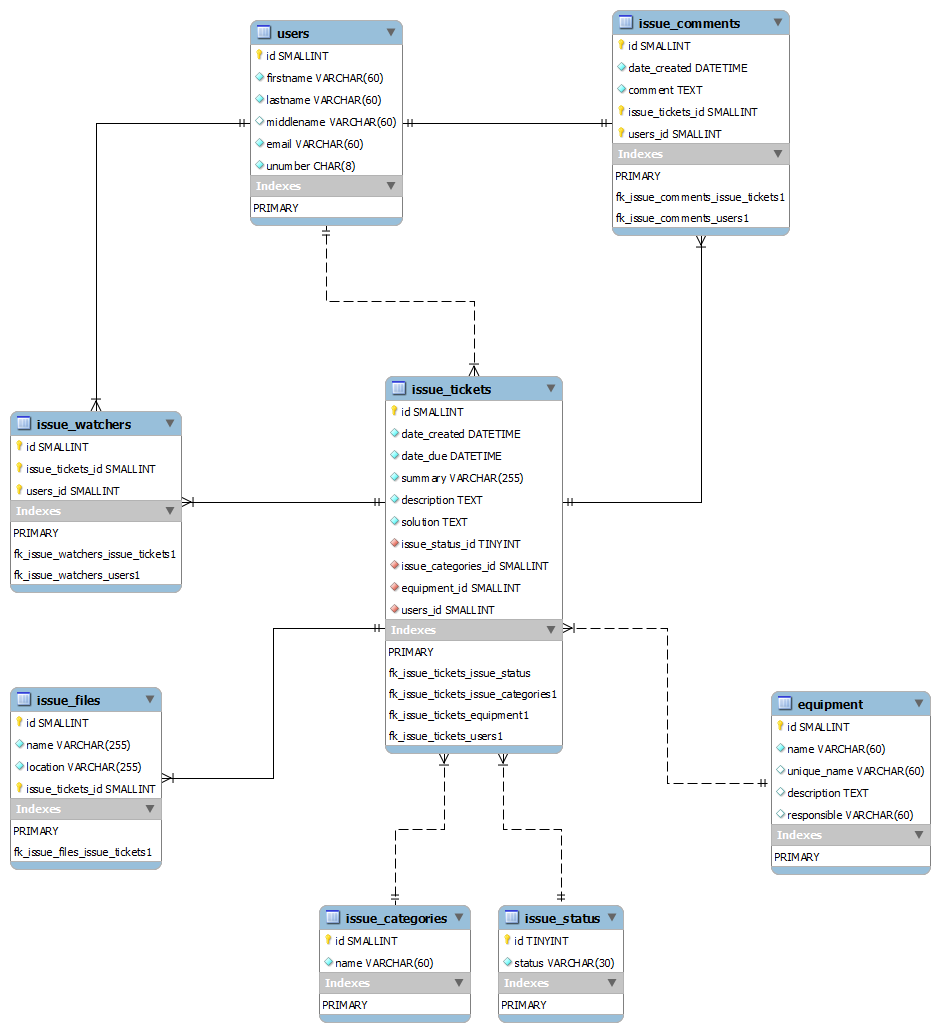 users
id SMALLINT
firstname VARCHAR(60)
lastname VARCHAR(60)
middlename VARCHAR(60)
email VARCHAR(60)
unumber CHAR(8)
Indexes
PRIMARY
issue_comments
id SMALLINT
date_created DATETIME
comment TEXT
issue_tickets_id SMALLINT
users_id SMALLINT
Indexes
PRIMARY
fk_issue_comments_issue_tickets1
fk_issue_comments_users1
issue_tickets
id SMALLINT
date_created DATETIME
date_due DATETIME
summary VARCHAR(255)
description TEXT
solution TEXT
issue_status_id TINYINT
issue_categories_id SMALLINT
equipment_id SMALLINT
users_id SMALLINT
Indexes
PRIMARY
fk_issue_tickets_issue_status
fk_issue_tickets_issue_categories1
fk_issue_tickets_equipment1
fk_issue_tickets_users1
issue_watchers
id SMALLINT
issue_tickets_id SMALLINT
users_id SMALLINT
Indexes
PRIMARY
fk_issue_watchers_issue_tickets1
fk_issue_watchers_users1
issue_files
id SMALLINT
name VARCHAR(255)
location VARCHAR(255)
issue_tickets_id SMALLINT
Indexes
PRIMARY
fk_issue_files_issue_tickets1
equipment
id SMALLINT
name VARCHAR(60)
unique_name VARCHAR(60)
description TEXT
responsible VARCHAR(60)
Indexes
PRIMARY
issue_categories
id SMALLINT
name VARCHAR(60)
Indexes
PRIMARY
issue_status
id TINYINT
status VARCHAR(30)
Indexes
PRIMARY